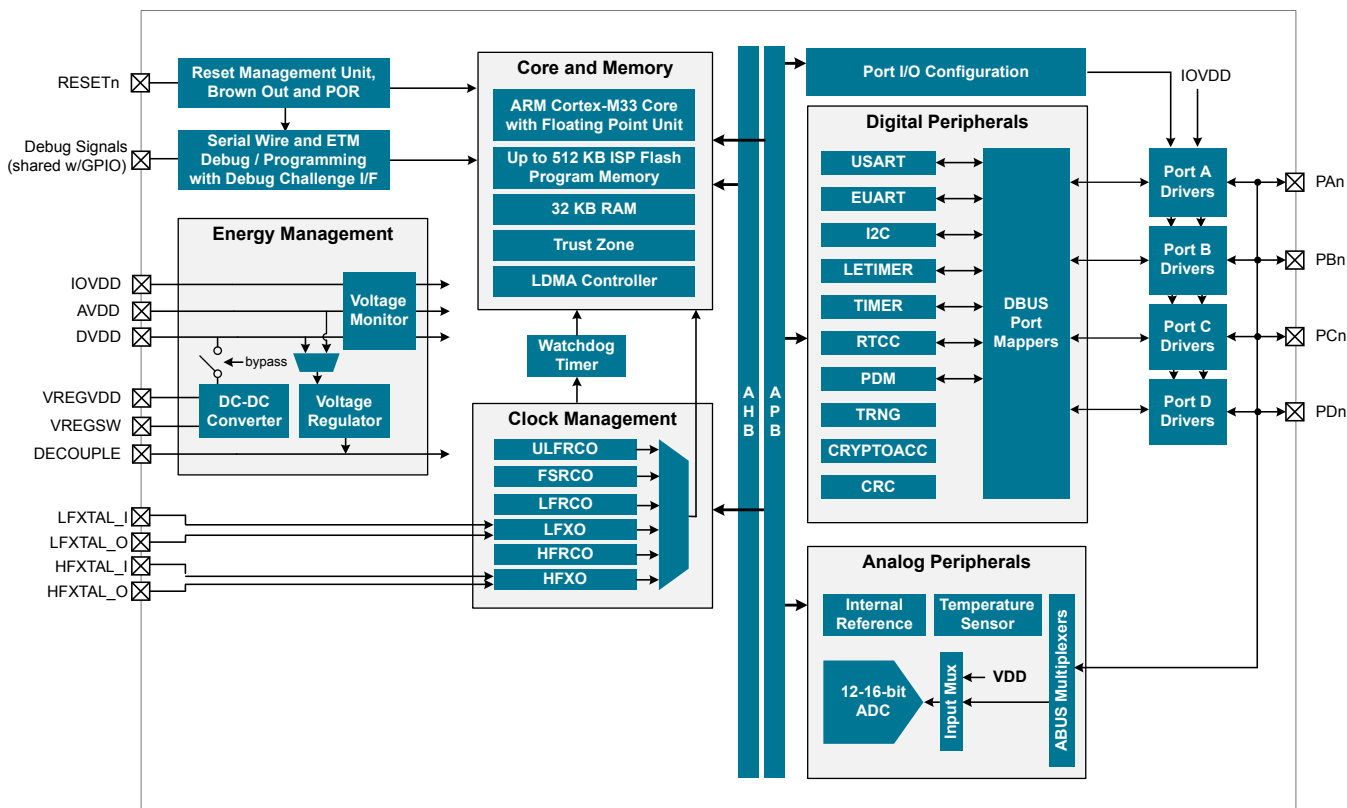 RESETn
Debug Signals
(shared w/GPIO)
Reset Management Unit,
Brown Out and POR
Serial Wire and ETM
Debug / Programming
with Debug Challenge I/F
Energy Management
IOVDD
AVDD
DVDD
VREGVDD
VREGSW
DECOUPLE
Voltage
Monitor
bypass
DC-DC
Converter
Voltage
Regulator
LFXTAL_I
LFXTAL_O
HFXTAL_I
HFXTAL_O
Core and Memory
ARM Cortex-M33 Core
with Floating Point Unit
Up to 512 KB ISP Flash
Program Memory
32 KB RAM
Trust Zone
LDMA Controller
Watchdog
Timer
Clock Management
ULFRCO
FSRCO
LFRCO
LFXO
HFRCO
HFXO
A
H
B
A
P
B
Port I/O Configuration
IOVDD
Digital Peripherals
USART
EUART
I2C
LETIMER
TIMER
RTCC
PDM
TRNG
CRYPTOACC
CRC
DBUS
Port
Mappers
Port A
Drivers
Port B
Drivers
Port C
Drivers
Port D
Drivers
PAn
PBn
PCn
PDn
Analog Peripherals
Internal
Reference
Temperature
Sensor
12-16-bit
ADC
Input Mux
VDD
ABUS Multiplexers